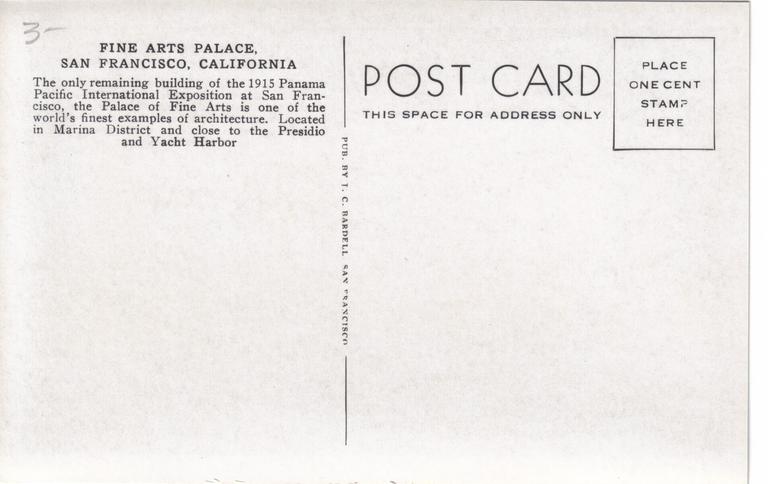 3-
FINE ARTS PALACE,
SAN FRANCISCO, CALIFORNIA
The only remaining building of the 1915 Panama
Pacific International Exposition at San Fran-
cisco, the Palace of Fine Arts is one of the
world's finest examples of architecture. Located
in Marina District and close to the Presidio
and Yacht Harbor
PUB. BY J. C. BARDELL SAN FRANCISCO
POST CARD
THIS SPACE FOR ADDRESS ONLY
PLACE
ONE CENT
STAMP
HERE